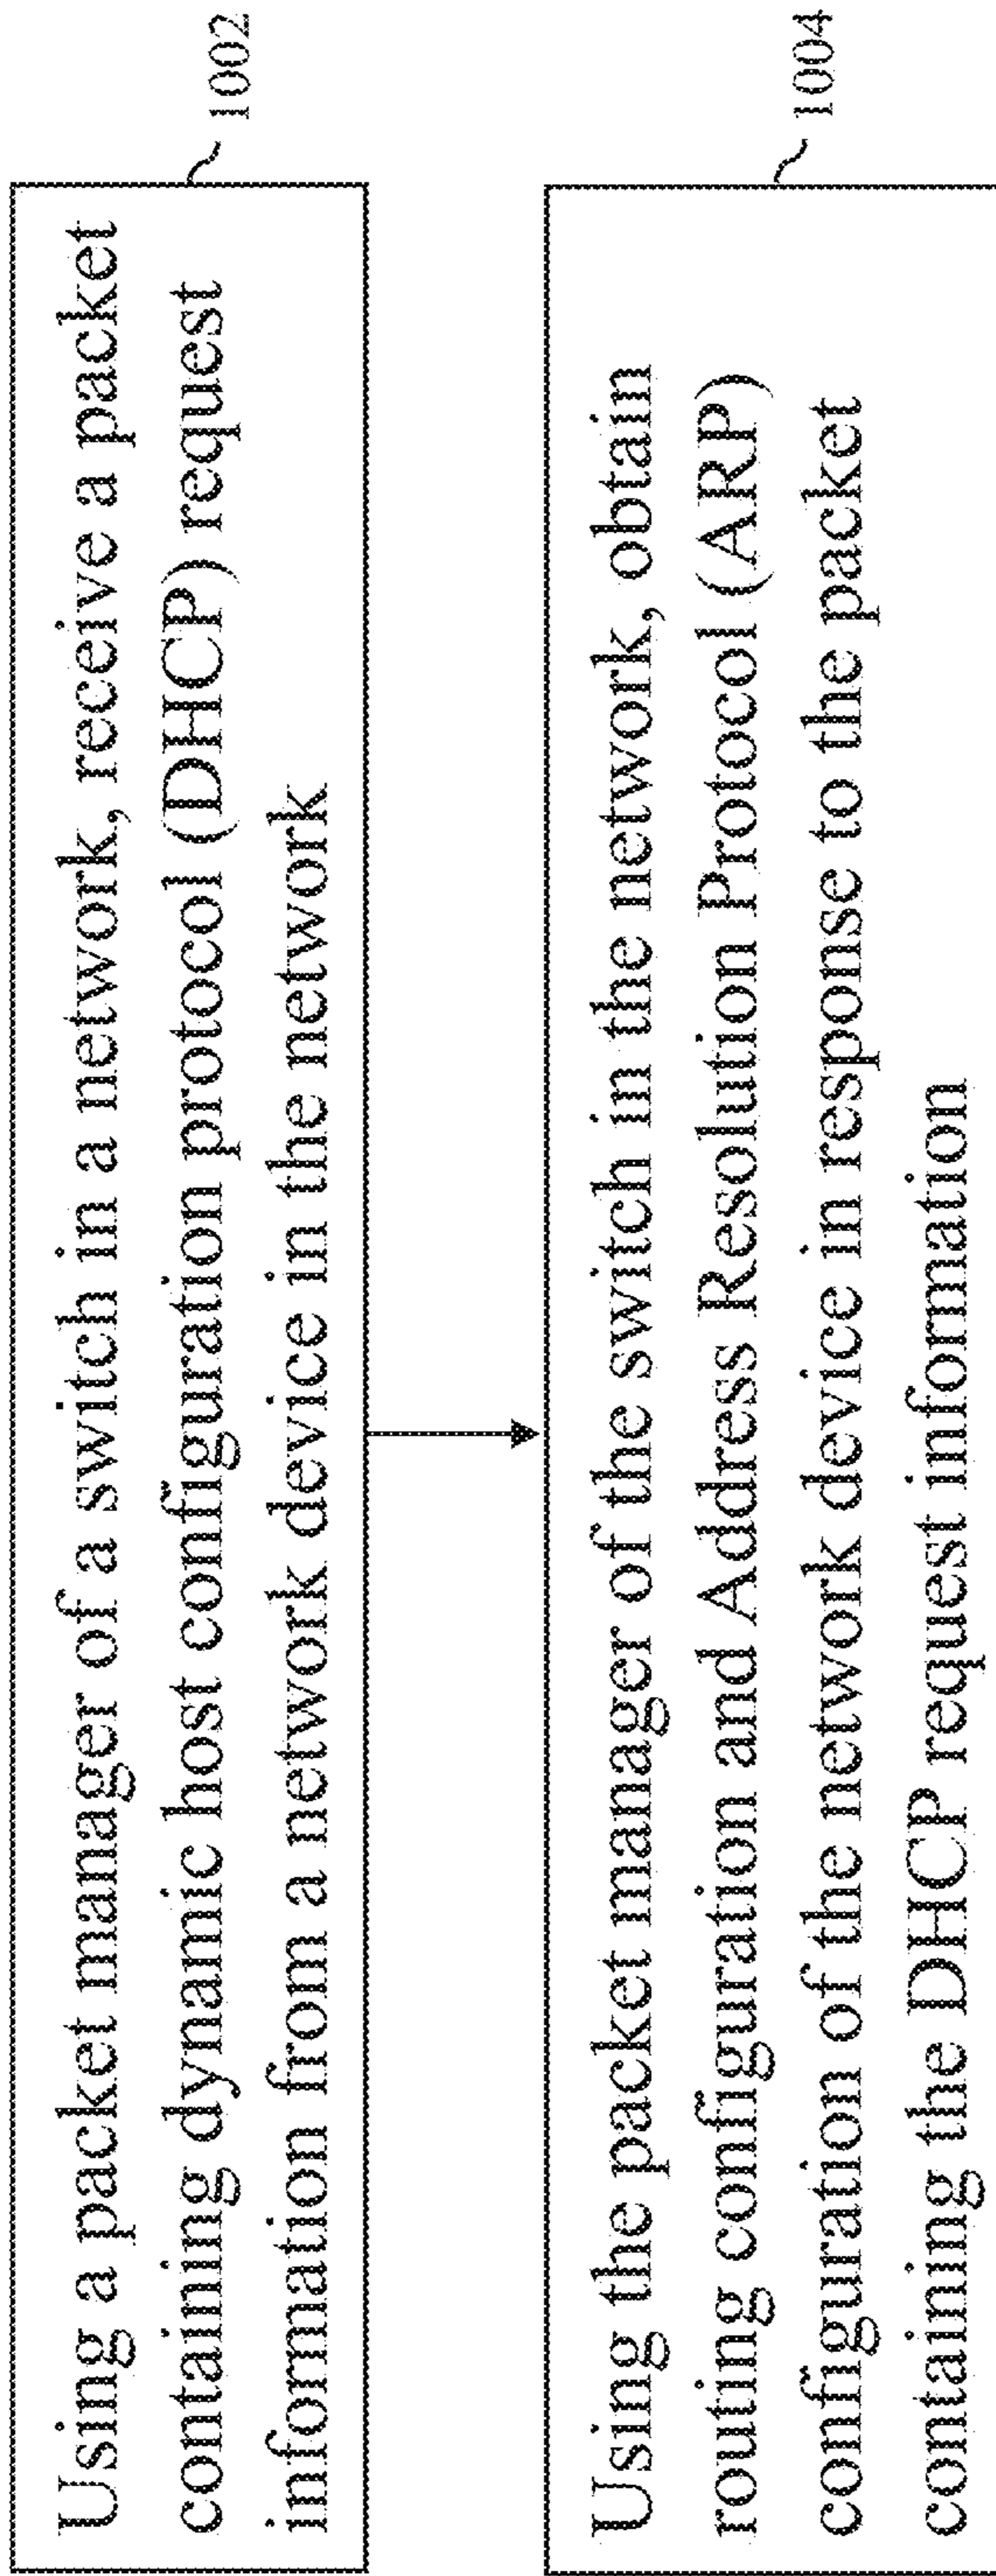 Using a packet manager of a switch in a network, receive a packet
containing dynamic host configuration protocol (DHCP) request
information from a network device in the network
1002
Using the packet manager of the switch in the network, obtain
routing configuration and Address Resolution Protocol (ARP)
configuration of the network device in response to the packet
containing the DHCP request information
1004